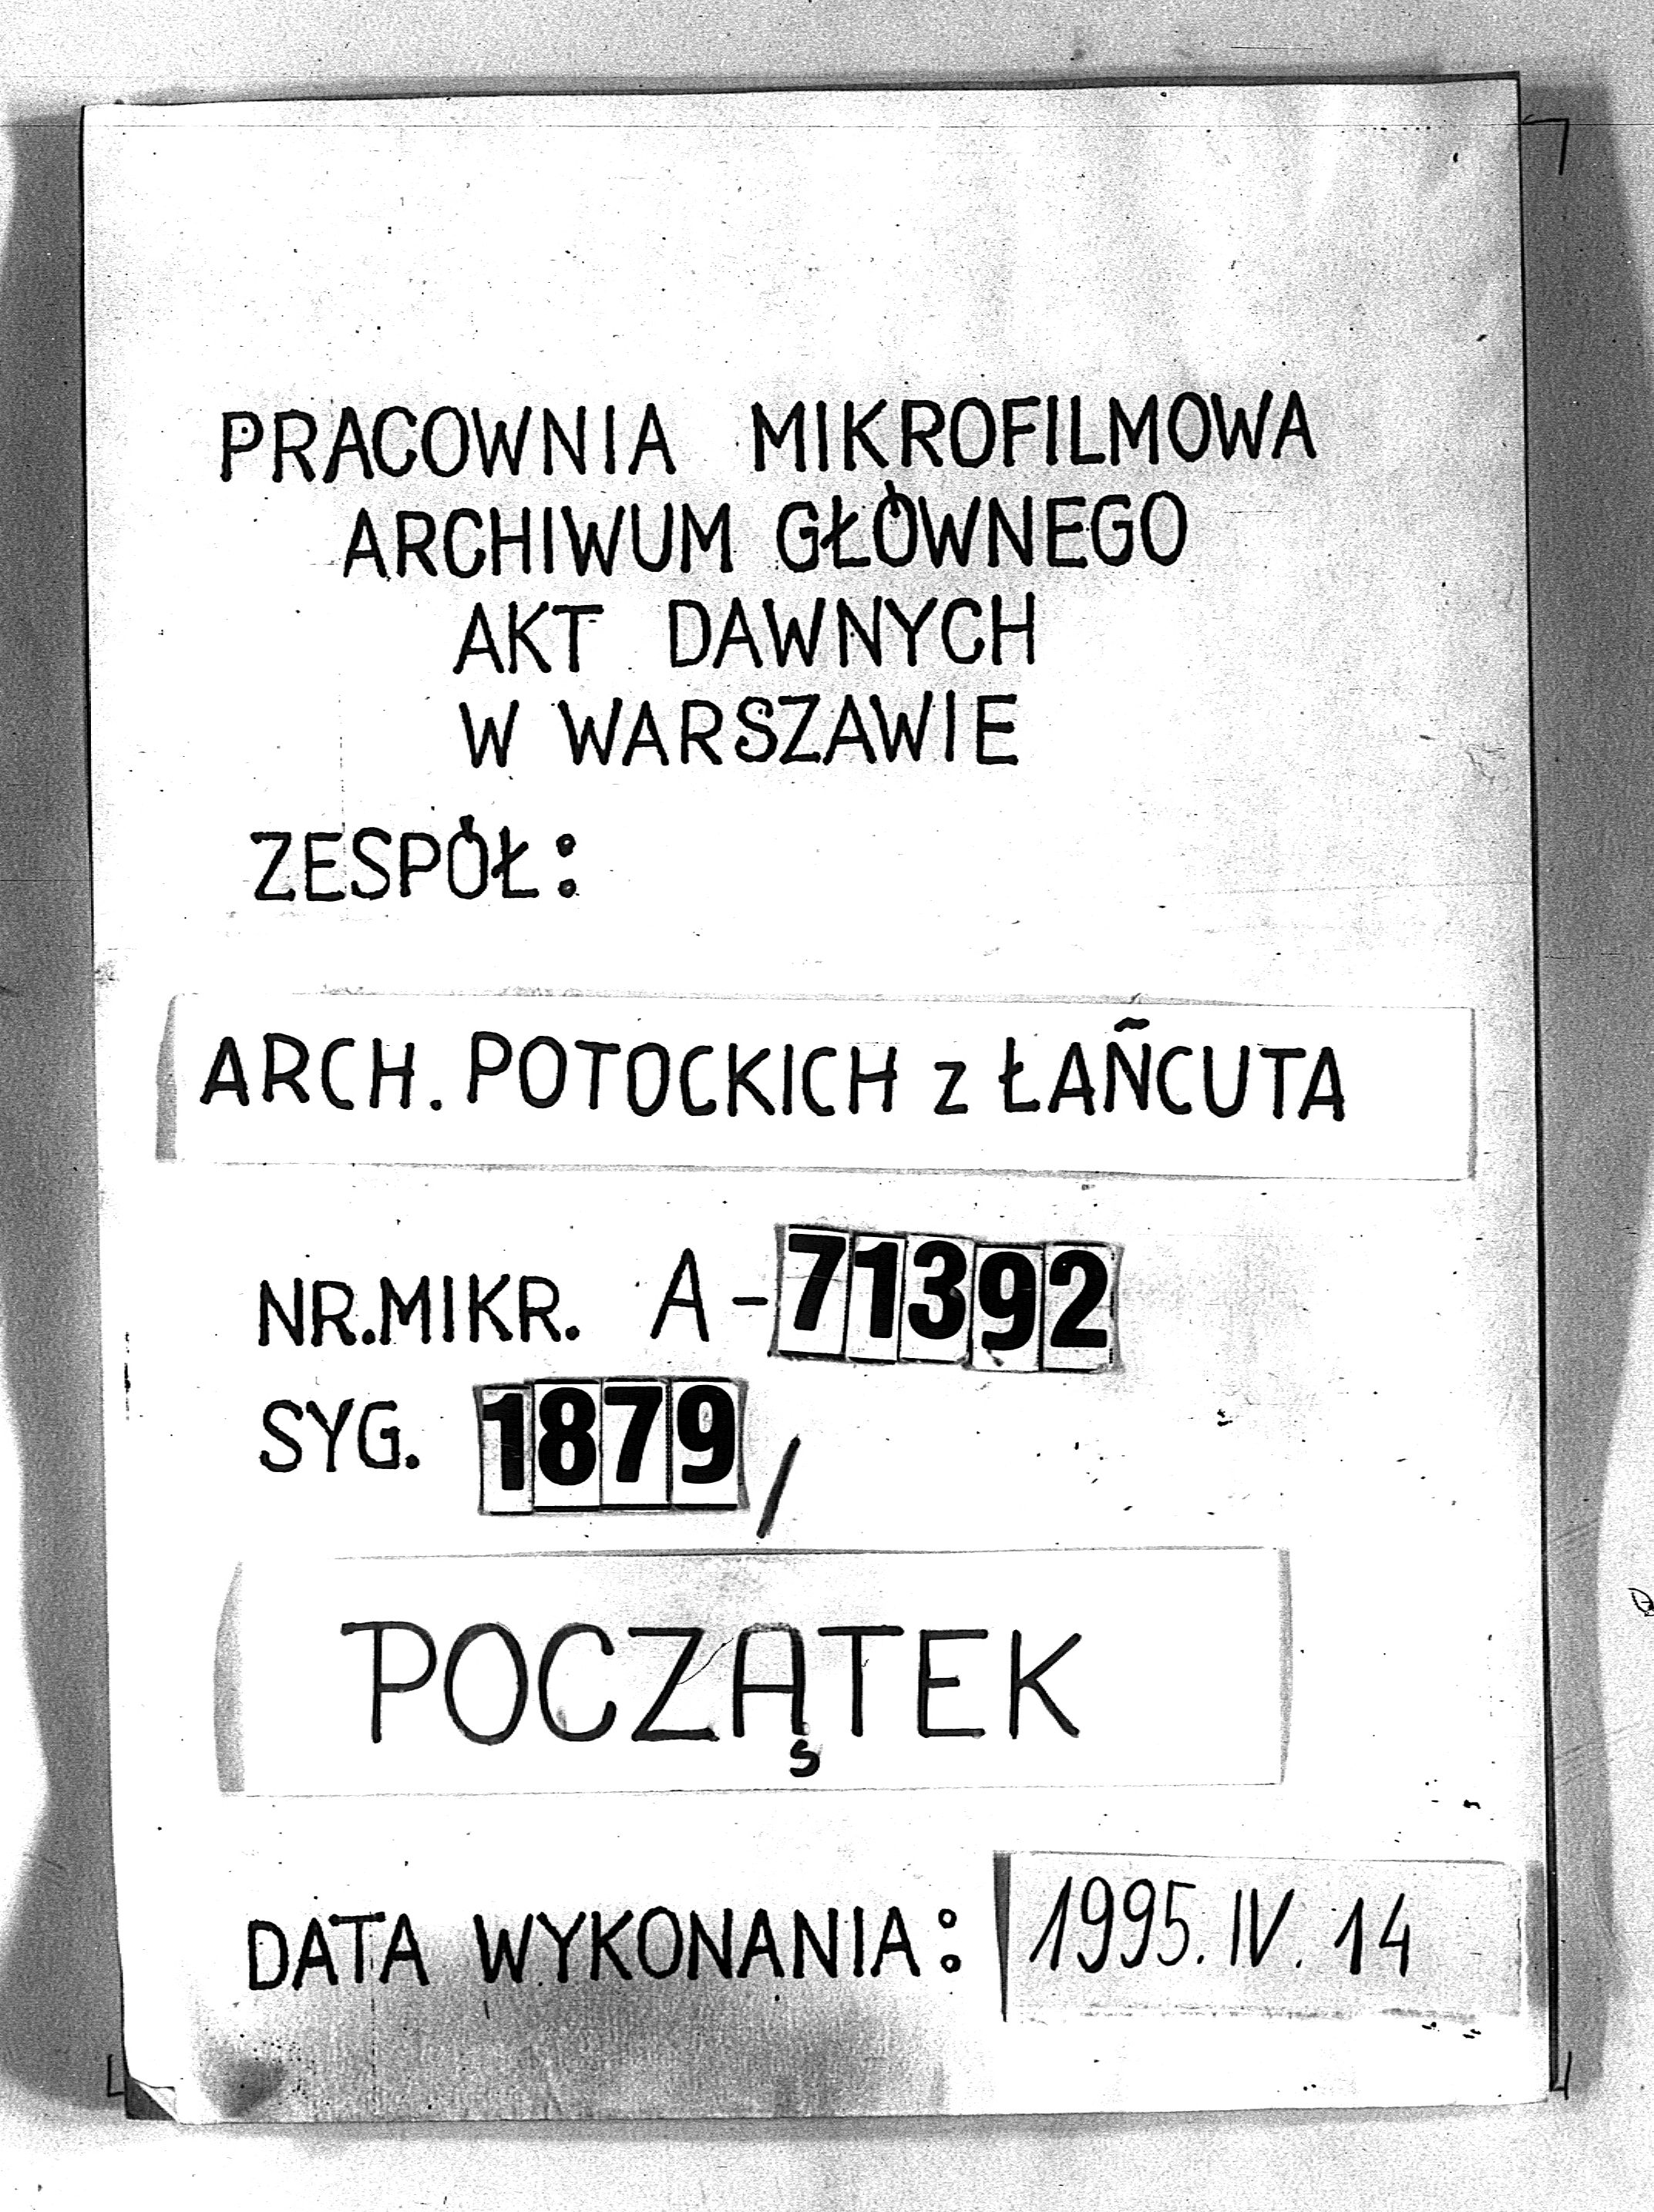 PRACOWNIA MIKROFILMOWA
ARCHIWUM GŁÓWNEGO
AKT DAWNYCH
W WARSZAWIE
ZESPÓŁ:
ARCH. POTOCKICH z ŁAŃCUTA
NR.MIKR. A-71392
SYG. 1879/
POCZĄTEK
DATA WYKONANIA: 1995.IV.14